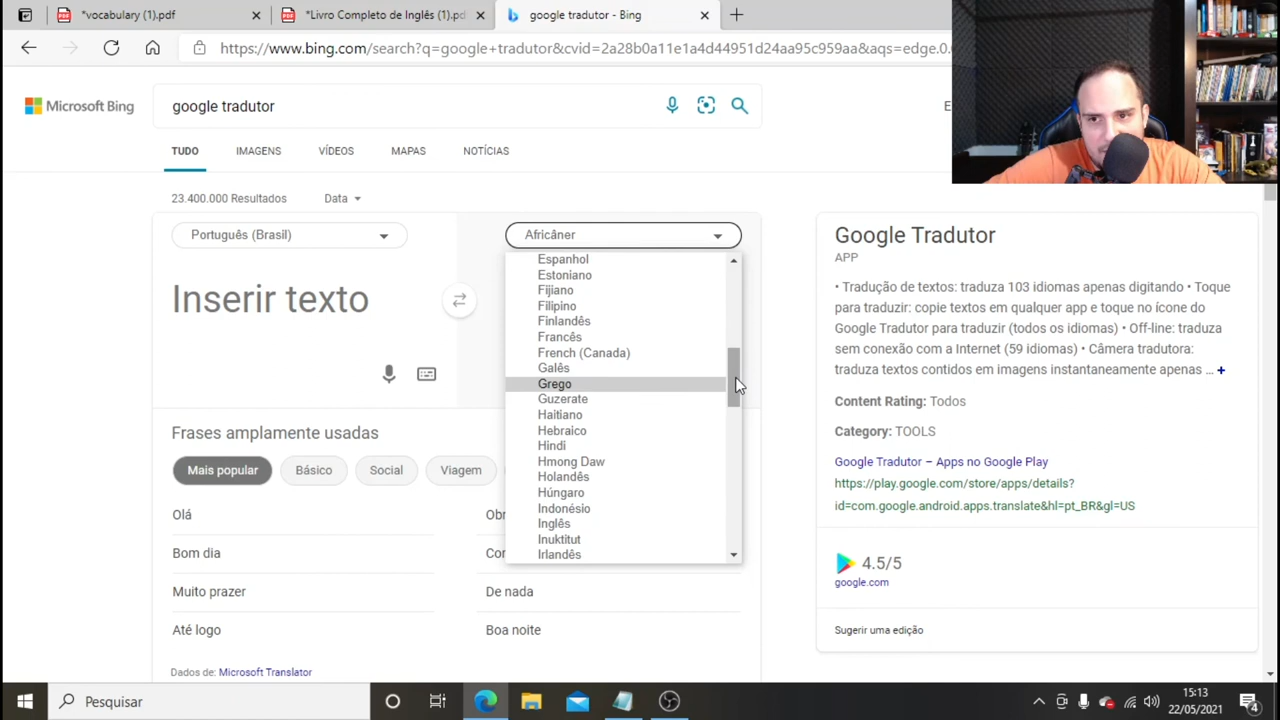 *vocabulary (1).pdf
*Livro Completo de Inglês (1).pd
google tradutor - Bing
https://www.bing.com/search?q=google+tradutor&cvid=2a28b0a11e1a4d44951d24aa95c959aa&aqs=edge.0.
Microsoft Bing
google tradutor
E
TUDO
IMAGENS
VÍDEOS
MAPAS
NOTÍCIAS
23.400.000 Resultados
Data
Português (Brasil)
Africâner
Inserir texto
Espanhol
Estoniano
Fijiano
Filipino
Finlandês
Francês
French (Canada)
Galês
Grego
Guzerate
Haitiano
Hebraico
Hindi
Hmong Daw
Holandês
Húngaro
Indonésio
Inglês
Inuktitut
Irlandês
Frases amplamente usadas
Mais popular
Básico
Social
Viagem
Olá
Obr
Bom dia
Con
Muito prazer
De nada
Até logo
Boa noite
Dados de: Microsoft Translator
Google Tradutor
APP
• Tradução de textos: traduza 103 idiomas apenas digitando • Toque
para traduzir: copie textos em qualquer app e toque no ícone do
Google Tradutor para traduzir (todos os idiomas) • Off-line: traduza
sem conexão com a Internet (59 idiomas) • Câmera tradutora:
traduza textos contidos em imagens instantaneamente apenas ... +
Content Rating: Todos
Category: TOOLS
Google Tradutor – Apps no Google Play
https://play.google.com/store/apps/details?
id=com.google.android.apps.translate&hl=pt_BR&gl=US
4.5/5
google.com
Sugerir uma edição
Pesquisar
15:13
22/05/2021
4